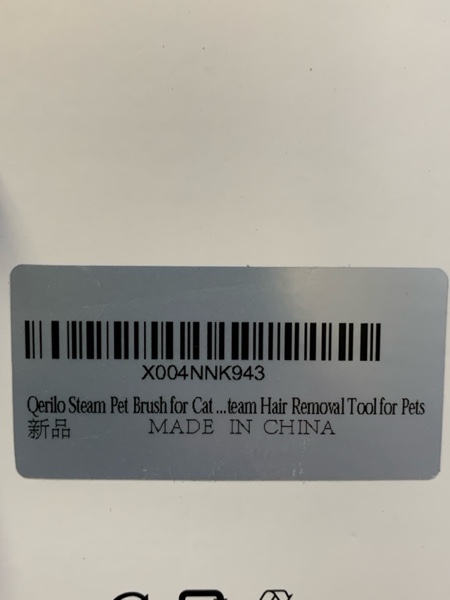 X004NNK943
Qerilo Steam Pet Brush for Cat ...team Hair Removal Tool for Pets
新品 MADE IN CHINA